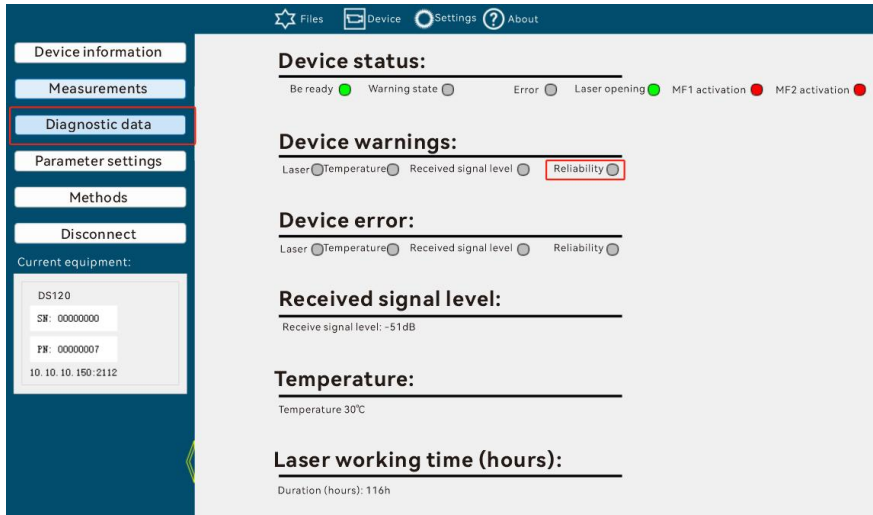 Files Device Settings ? About
Device information
Measurements
Diagnostic data
Parameter settings
Methods
Disconnect
Current equipment:
DS120
SN: 00000000
PN: 00000007
10.10.10.150:2112
Device status:
Be ready Warning state Error Laser opening MF1 activation MF2 activation
Device warnings:
Laser Temperature Received signal level Reliability
Device error:
Laser Temperature Received signal level Reliability
Received signal level:
Receive signal level: -51dB
Temperature:
Temperature 30℃
Laser working time (hours):
Duration (hours): 116h